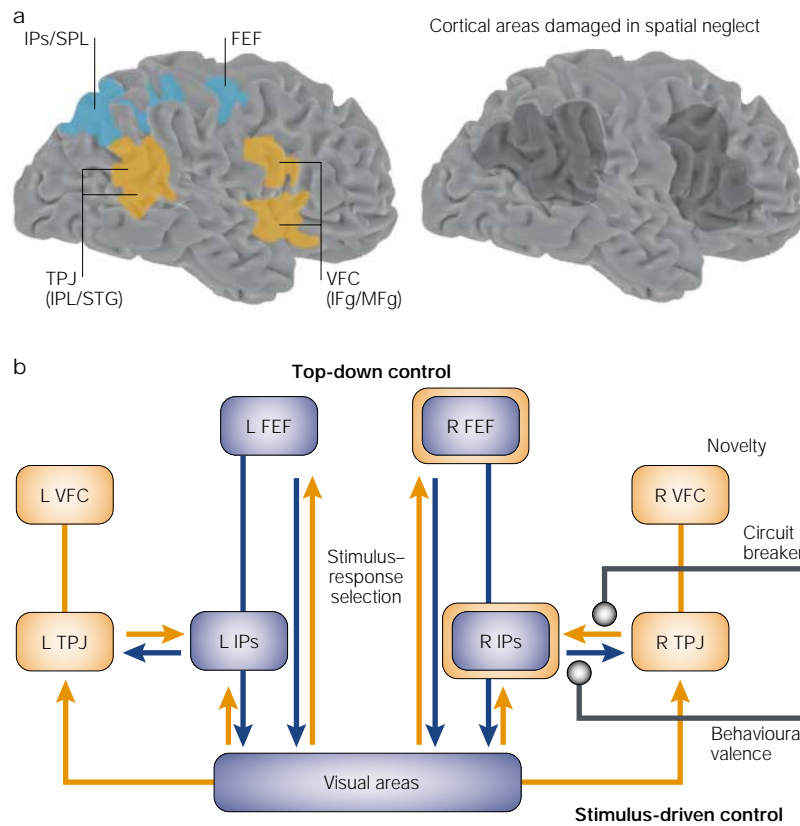 a
IPs/SPL
FEF
Cortical areas damaged in spatial neglect
TPJ
(IPL/STG)
VFC
(IFg/MFg)
b
Top-down control
L FEF
R FEF
Novelty
L VFC
R VFC
Circuit
breaker
Stimulus–
response
selection
L TPJ
L IPs
R IPs
R TPJ
Behavioura
valence
Visual areas
Stimulus-driven control